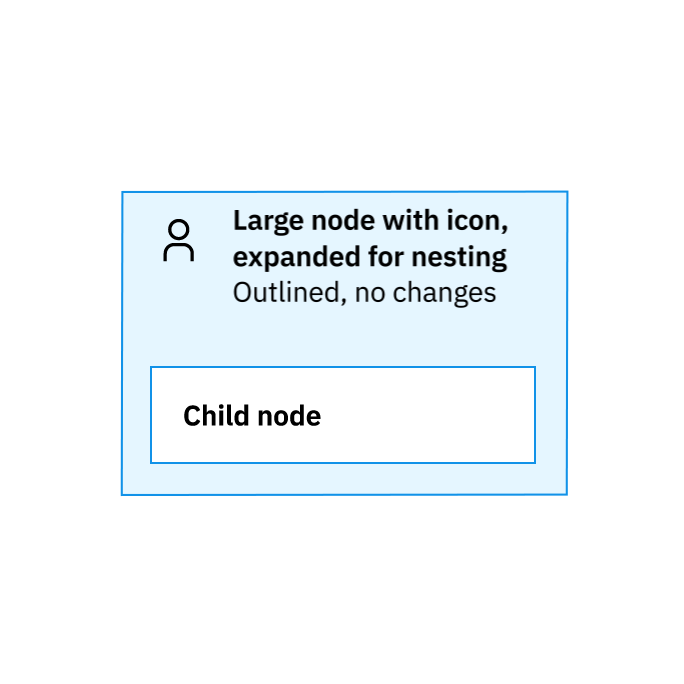 Large node with icon,
expanded for nesting
Outlined, no changes
Child node